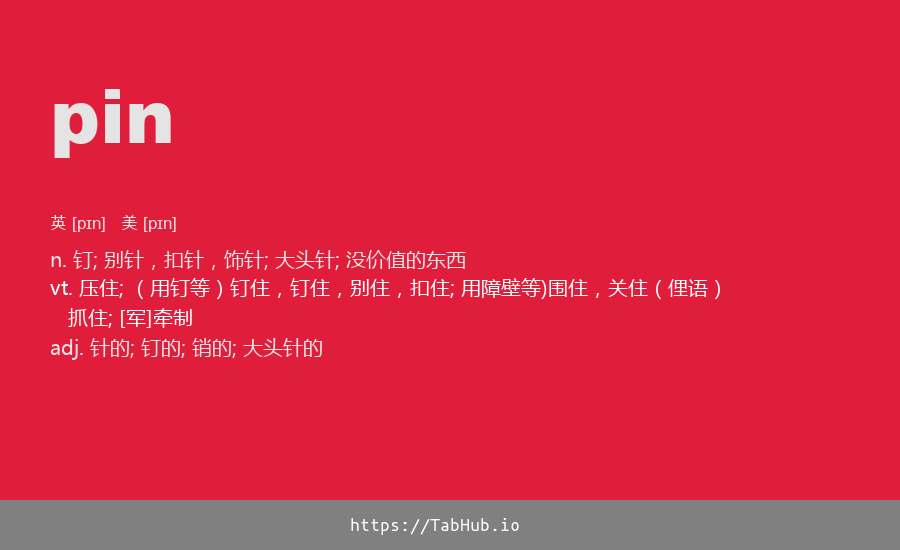 pin
英 [pɪn] 美 [pɪn]
n. 钉; 别针，扣针，饰针; 大头针; 没价值的东西
vt. 压住; （用钉等）钉住，钉住，别住，扣住; 用障壁等)围住，关住（俚语）
抓住; [军]牵制
adj. 针的; 钉的; 销的; 大头针的
https://TabHub.io